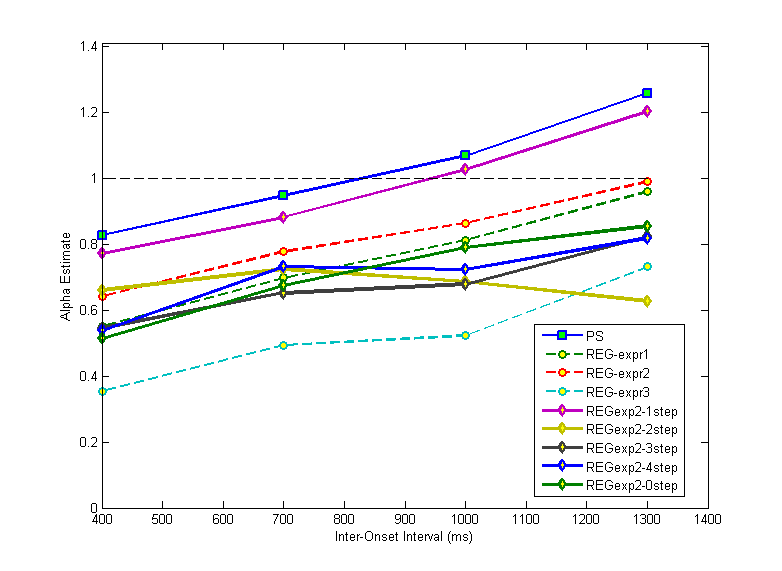 1.4
1.2
1
0.8
0.6
0.4
0.2
0
Alpha Estimate
400 500 600 700 800 900 1000 1100 1200 1300 1400
Inter-Onset Interval (ms)
PS
REG-expr1
REG-expr2
REG-expr3
REGexp2-1step
REGexp2-2step
REGexp2-3step
REGexp2-4step
REGexp2-0step